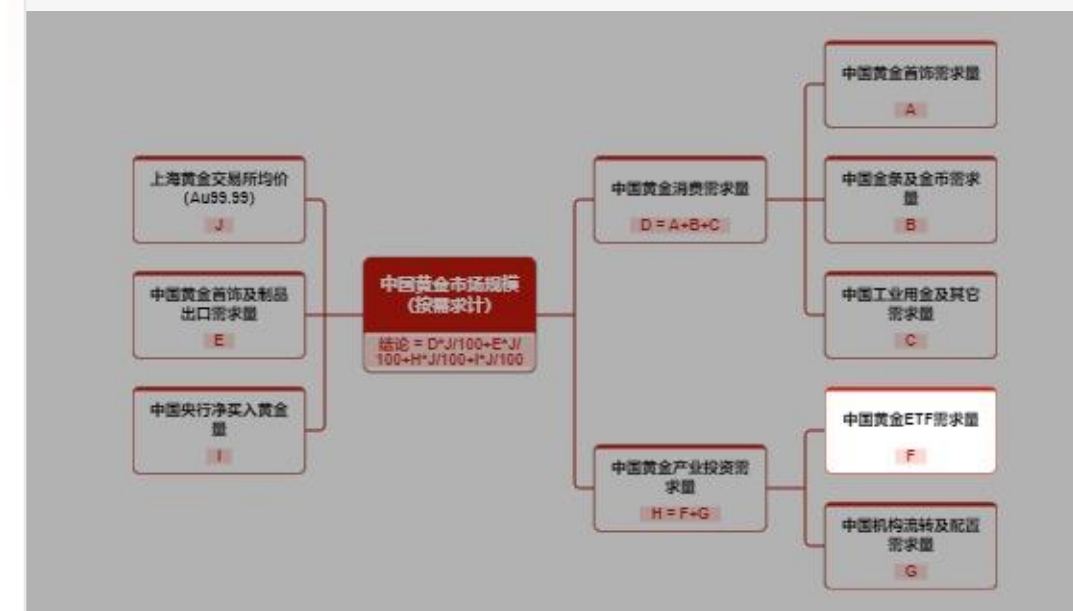 中国黄金首饰需求量
A
上海黄金交易所均价
(Au99.99)
J
中国黄金消费需求量
D = A+B+C
中国金条及金币需求
量
B
中国黄金市场规模
（按需求计）
结论 = D*J/100+E*J/
100+H*J/100+I*J/100
中国黄金首饰及制品
出口需求量
E
中国工业用金及其它
需求量
C
中国央行净买入黄金
量
I
中国黄金产业投资需
求量
H = F+G
中国黄金ETF需求量
F
中国机构流转及配置
需求量
G